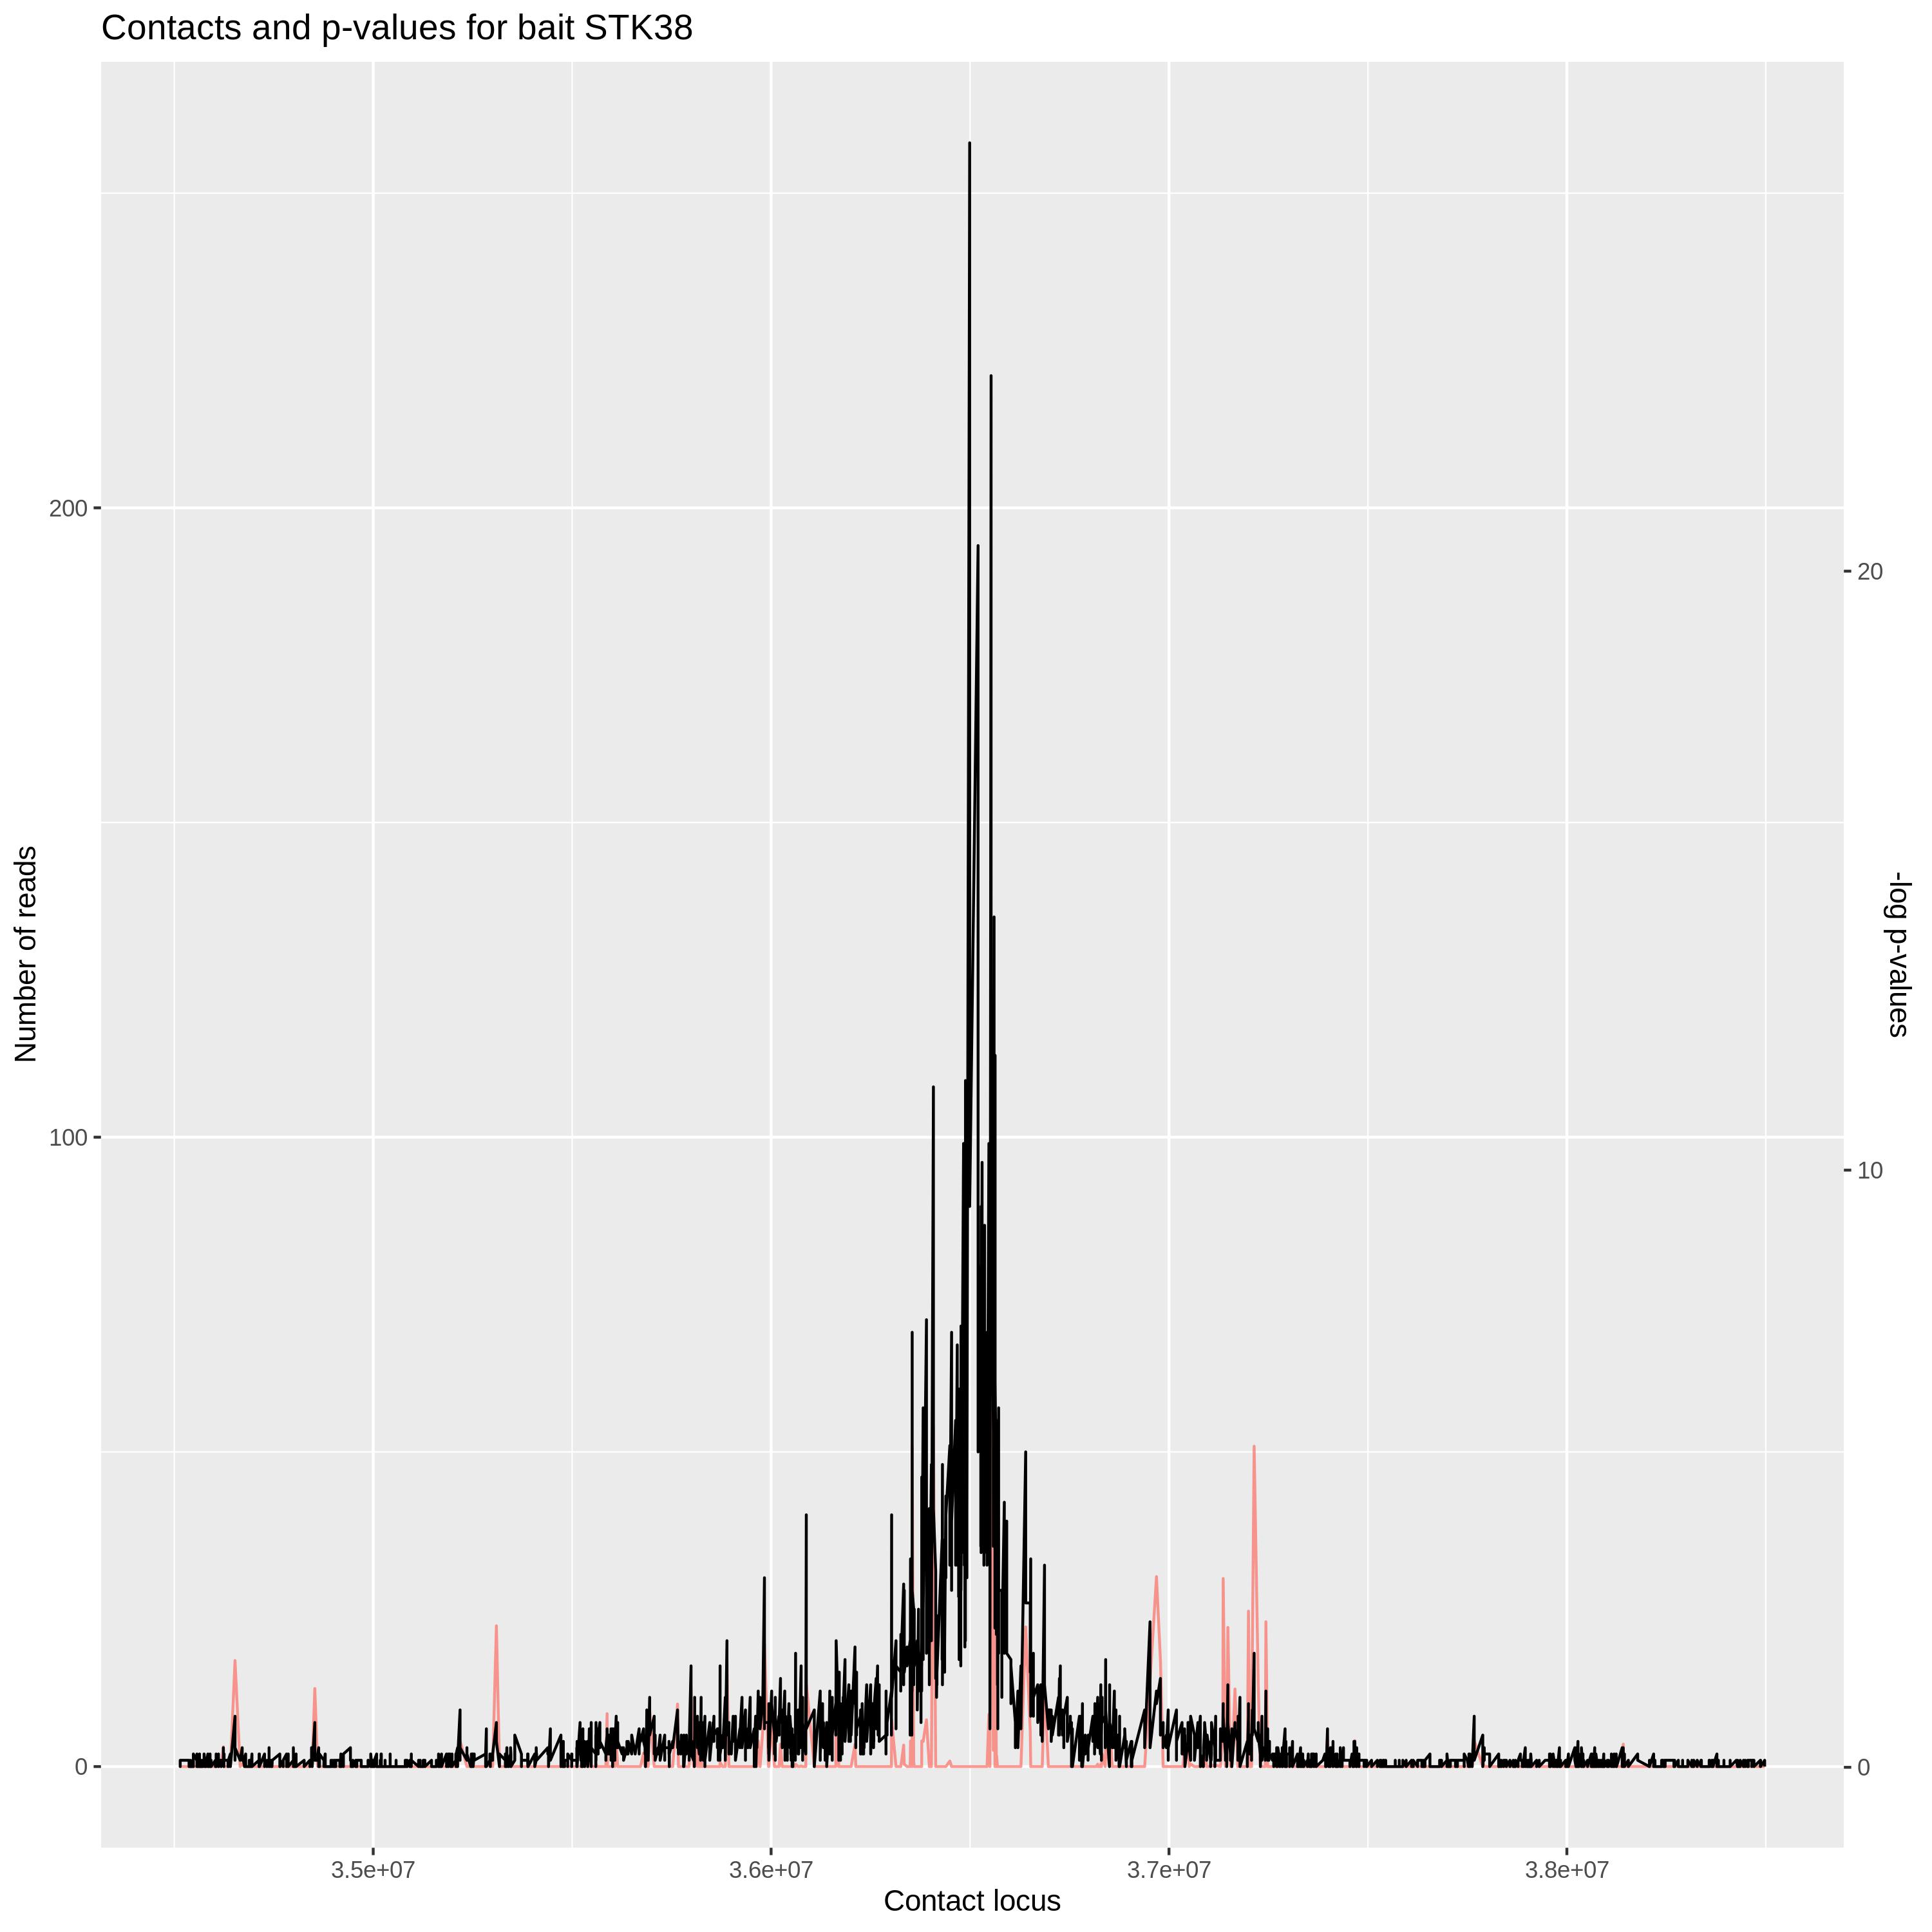 Contacts and p-values for bait STK38
200
100
0
Number of reads
20
10
0
-log p-values
3.5e+07 3.6e+07 3.7e+07 3.8e+07
Contact locus